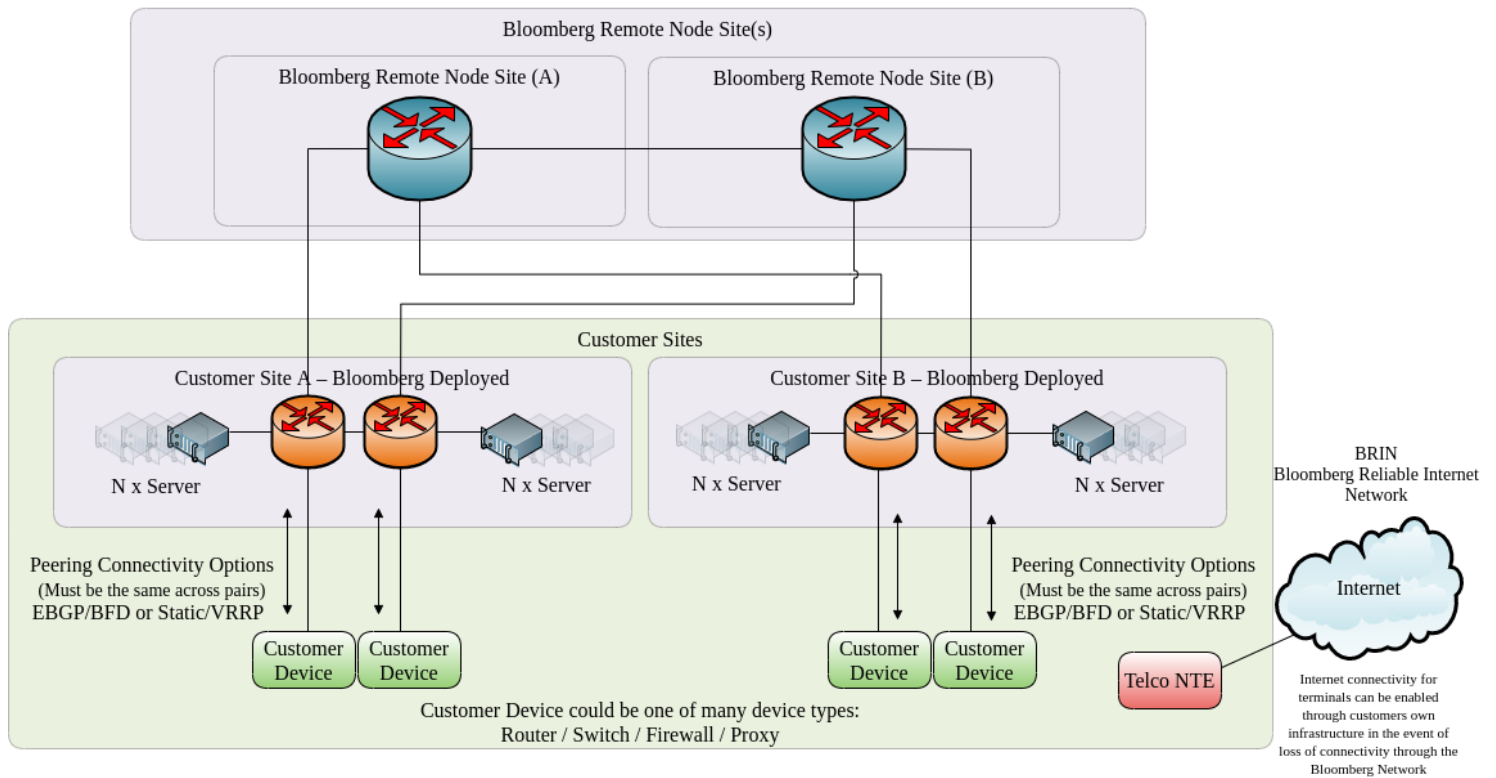 Bloomberg Remote Node Site(s)
Bloomberg Remote Node Site (A)
Bloomberg Remote Node Site (B)
Customer Sites
Customer Site A – Bloomberg Deployed
Customer Site B – Bloomberg Deployed
N x Server
N x Server
N x Server
N x Server
BRIN
Bloomberg Reliable Internet
Network
Peering Connectivity Options
(Must be the same across pairs)
EBGP/BFD or Static/VRRP
Peering Connectivity Options
(Must be the same across pairs)
EBGP/BFD or Static/VRRP
Internet
Customer
Device
Customer
Device
Customer
Device
Customer
Device
Telco NTE
Customer Device could be one of many device types:
Router / Switch / Firewall / Proxy
Internet connectivity for
terminals can be enabled
through customers own
infrastructure in the event of
loss of connectivity through the
Bloomberg Network